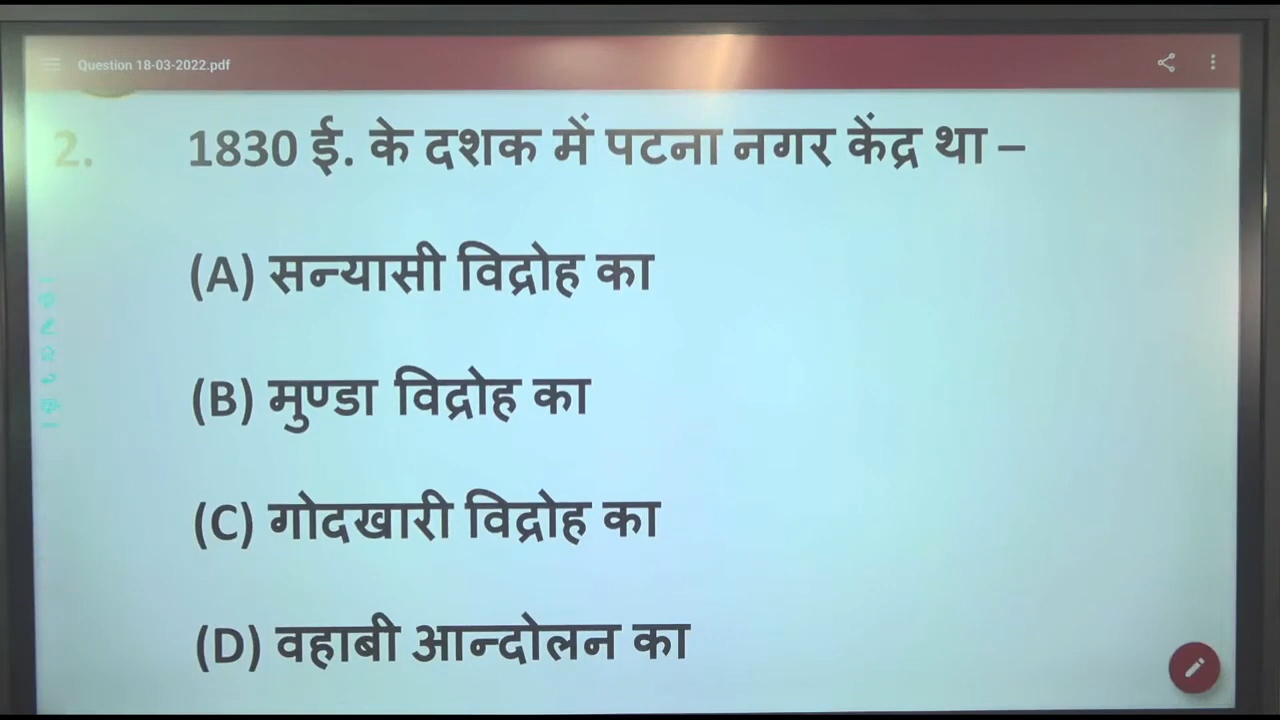 Question 18-03-2022.pdf
2. 1830 ई. के दशक में पटना नगर केंद्र था –
(A) सन्यासी विद्रोह का
(B) मुण्डा विद्रोह का
(C) गोदखारी विद्रोह का
(D) वहाबी आन्दोलन का